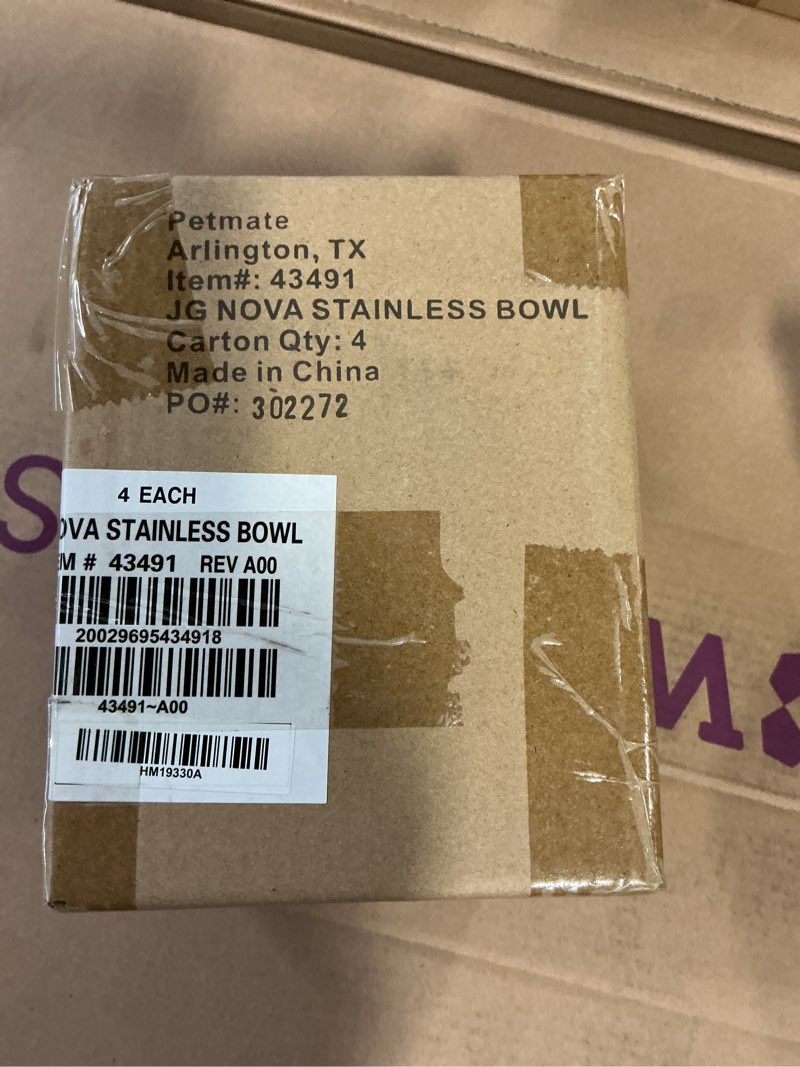 Petmate
Arlington, TX
Item#: 43491
JG NOVA STAINLESS BOWL
Carton Qty: 4
Made in China
PO#: 302272
4 EACH
OVA STAINLESS BOWL
EM # 43491 REV A00
20029695434918
43491~A00
HM19330A
S
N